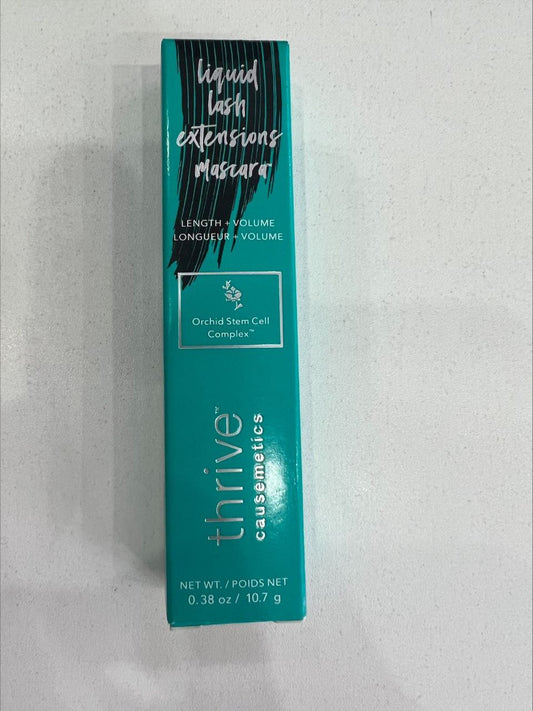 liquid
lash
extensions
mascara
LENGTH + VOLUME
LONGUEUR + VOLUME
Orchid Stem Cell
Complex™
thrive™
causemetics
NET WT. / POIDS NET
0.38 oz / 10.7 g